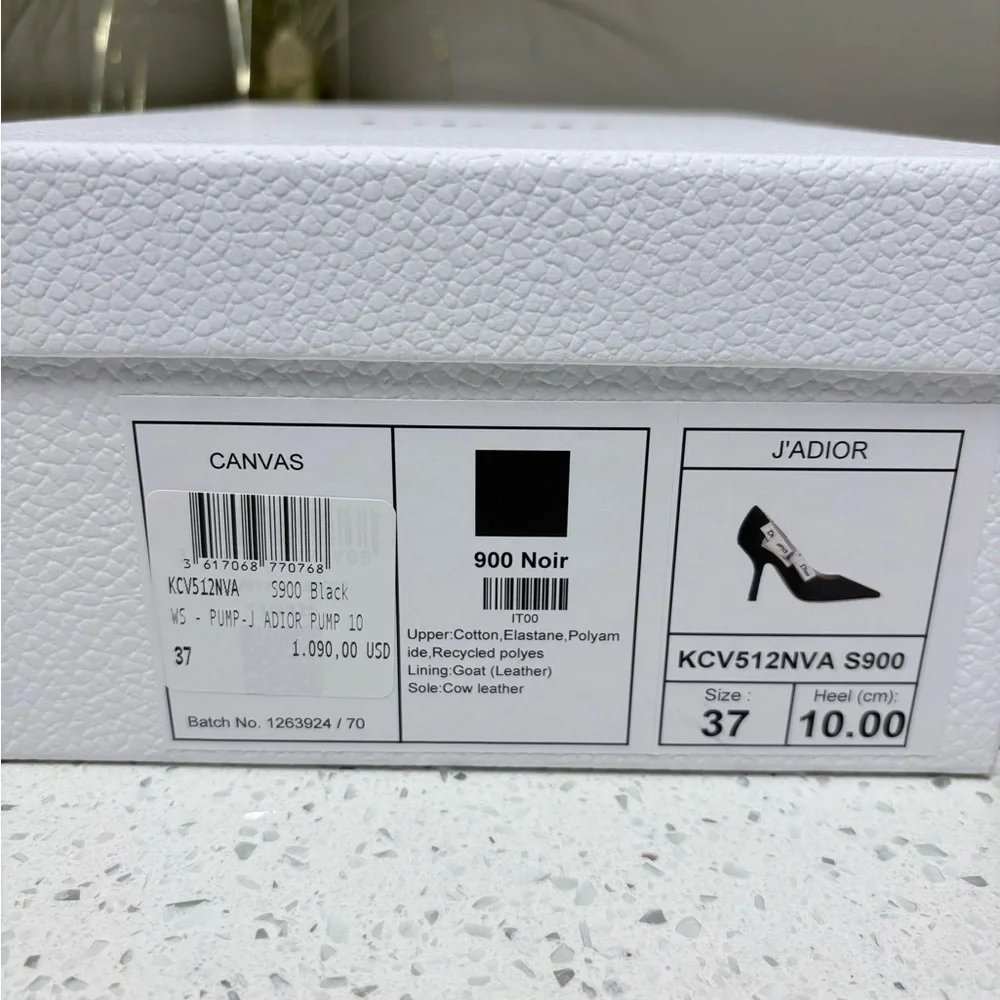 CANVAS
3 617068 770768
KCV512NVA S900 Black
WS - PUMP-J ADIOR PUMP 10
37 1.090,00 USD
Batch No. 1263924 / 70
900 Noir
IT00
Upper:Cotton,Elastane,Polyam
ide,Recycled polyes
Lining:Goat (Leather)
Sole:Cow leather
J'ADIOR
KCV512NVA S900
Size :
37
Heel (cm):
10.00